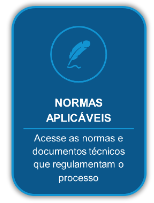 NORMAS
APLICÁVEIS
Acesse as normas e
documentos técnicos
que regulamentam o
processo